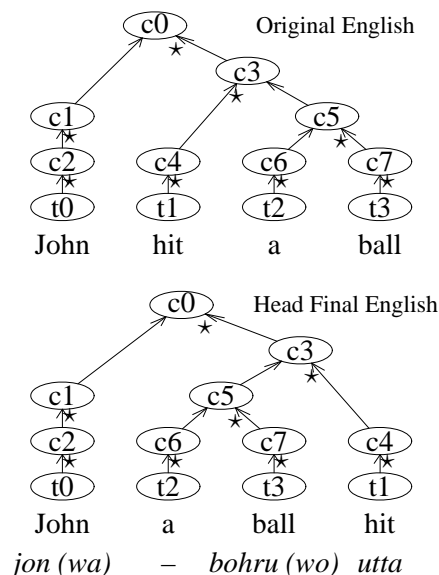 c0 Original English
★
c3
★
c1 c5
★ ★
c2 c4 c6 c7
★ ★ ★ ★
t0 t1 t2 t3
John hit a ball
c0 Head Final English
★
c3
★
c1 c5
★ ★
c2 c6 c7 c4
★ ★ ★ ★
t0 t2 t3 t1
John a ball hit
jon (wa) – bohru (wo) utta